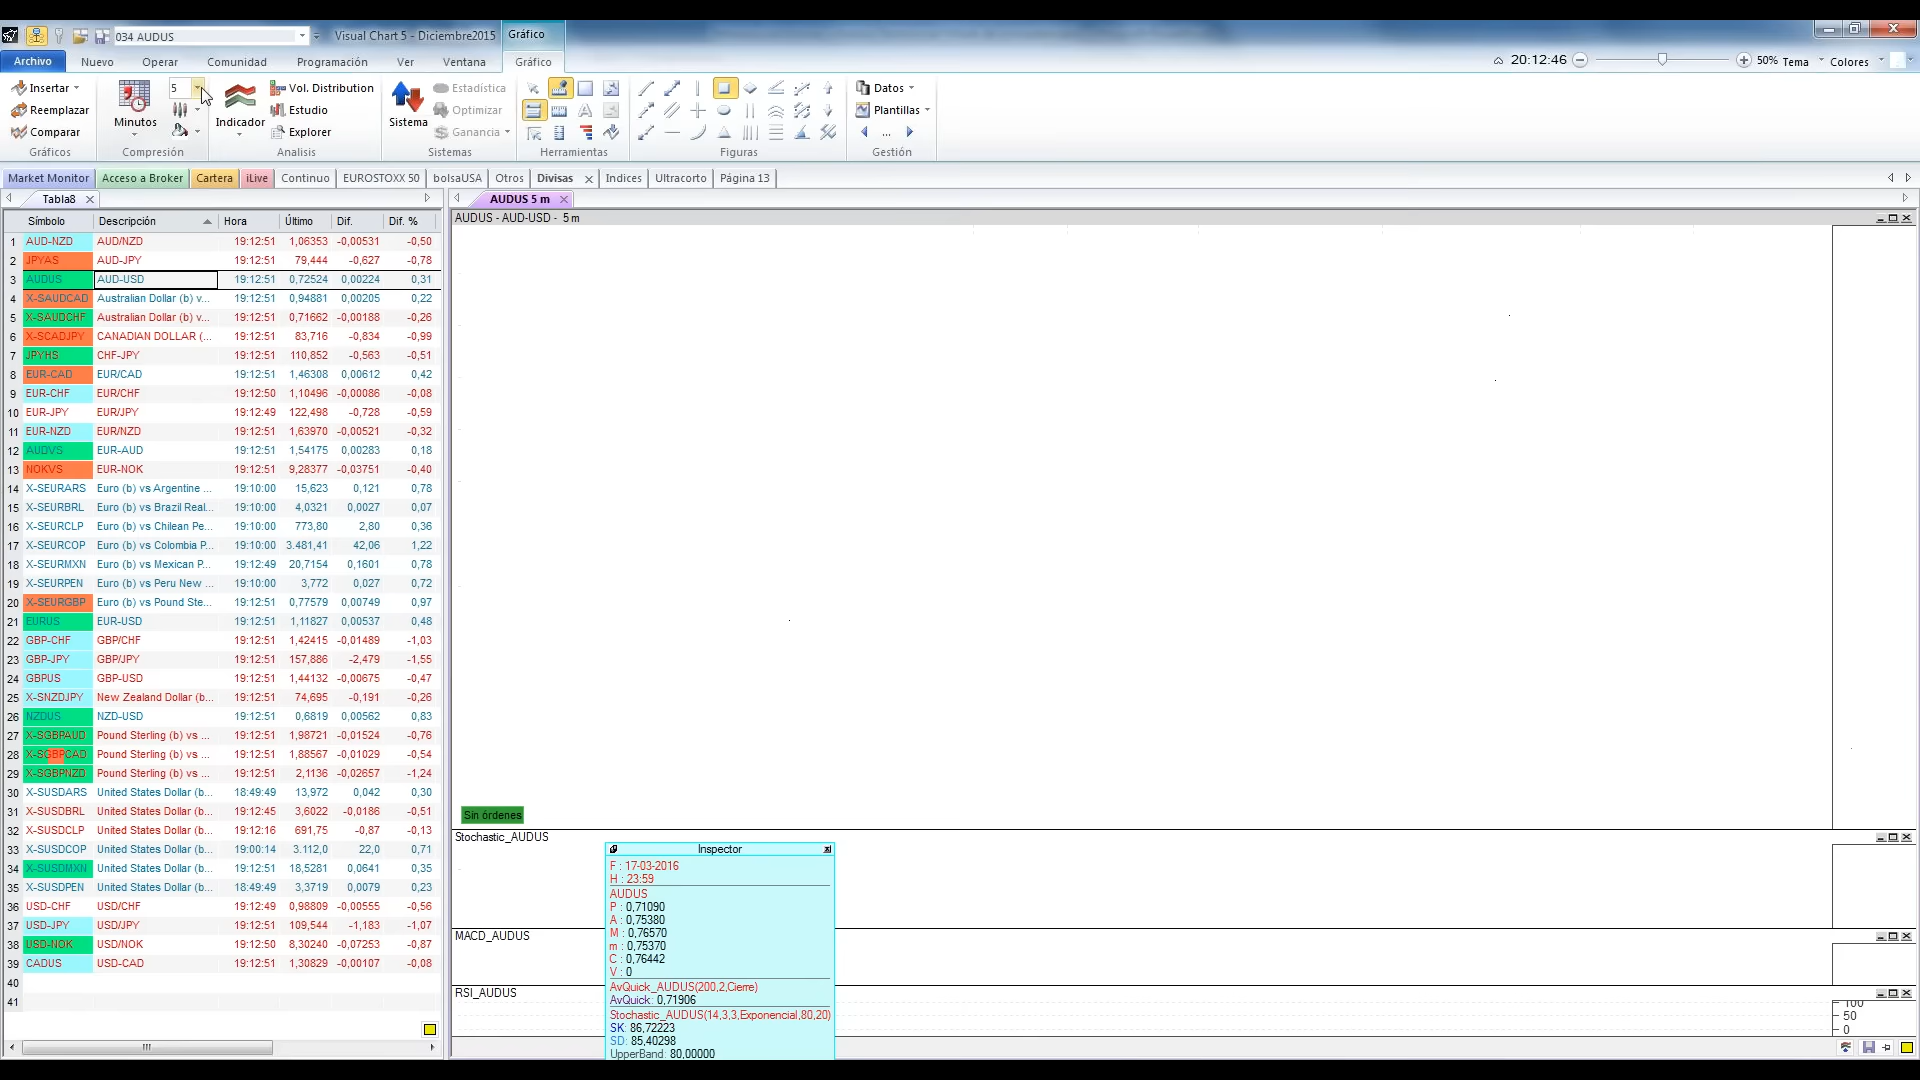 034 AUDUS
Visual Chart 5 - Diciembre2015
Gráfico
Archivo
Nuevo
Operar
Comunidad
Programación
Ver
Ventana
Gráfico
20:12:46
50%
Tema
Colores
Insertar
Reemplazar
Comparar
Gráficos
Minutos
5
Compresión
Indicador
Vol. Distribution
Estudio
Explorer
Analisis
Sistema
Estadística
Optimizar
Ganancia
Sistemas
Herramientas
Figuras
Datos
Plantillas
...
Gestión
Market Monitor
Acceso a Broker
Cartera
iLive
Continuo
EUROSTOXX 50
bolsaUSA
Otros
Divisas
Indices
Ultracorto
Página 13
Tabla8
AUDUS 5 m
Símbolo Descripción Hora Último Dif. Dif. %
1 AUD-NZD AUD/NZD 19:12:51 1,06353 -0,00531 -0,50
2 JPYAS AUD-JPY 19:12:51 79,444 -0,627 -0,78
3 AUDUS AUD-USD 19:12:51 0,72524 0,00224 0,31
4 X-SAUDCAD Australian Dollar (b) v... 19:12:51 0,94881 0,00205 0,22
5 X-SAUDCHF Australian Dollar (b) v... 19:12:51 0,71662 -0,00188 -0,26
6 X-SCADJPY CANADIAN DOLLAR (... 19:12:51 83,716 -0,834 -0,99
7 JPYHS CHF-JPY 19:12:51 110,852 -0,563 -0,51
8 EUR-CAD EUR/CAD 19:12:51 1,46308 0,00612 0,42
9 EUR-CHF EUR/CHF 19:12:50 1,10496 -0,00086 -0,08
10 EUR-JPY EUR/JPY 19:12:49 122,498 -0,728 -0,59
11 EUR-NZD EUR/NZD 19:12:51 1,63970 -0,00521 -0,32
12 AUDVS EUR-AUD 19:12:51 1,54175 0,00283 0,18
13 NOKVS EUR-NOK 19:12:51 9,28377 -0,03751 -0,40
14 X-SEURARS Euro (b) vs Argentine ... 19:10:00 15,623 0,121 0,78
15 X-SEURBRL Euro (b) vs Brazil Real... 19:10:00 4,0321 0,0027 0,07
16 X-SEURCLP Euro (b) vs Chilean Pe... 19:10:00 773,80 2,80 0,36
17 X-SEURCOP Euro (b) vs Colombia P... 19:10:00 3.481,41 42,06 1,22
18 X-SEURMXN Euro (b) vs Mexican P... 19:12:49 20,7154 0,1601 0,78
19 X-SEURPEN Euro (b) vs Peru New ... 19:10:00 3,772 0,027 0,72
20 X-SEURGBP Euro (b) vs Pound Ste... 19:12:51 0,77579 0,00749 0,97
21 EURUS EUR-USD 19:12:51 1,11827 0,00537 0,48
22 GBP-CHF GBP/CHF 19:12:51 1,42415 -0,01489 -1,03
23 GBP-JPY GBP/JPY 19:12:51 157,886 -2,479 -1,55
24 GBPUS GBP-USD 19:12:51 1,44132 -0,00675 -0,47
25 X-SNZDJPY New Zealand Dollar (b... 19:12:51 74,695 -0,191 -0,26
26 NZDUS NZD-USD 19:12:51 0,6819 0,00562 0,83
27 X-SGBPAUD Pound Sterling (b) vs ... 19:12:51 1,98721 -0,01524 -0,76
28 X-SGBPCAD Pound Sterling (b) vs ... 19:12:51 1,88567 -0,01029 -0,54
29 X-SGBPNZD Pound Sterling (b) vs ... 19:12:51 2,1136 -0,02657 -1,24
30 X-SUSDARS United States Dollar (b... 18:49:49 13,972 0,042 0,30
31 X-SUSDBRL United States Dollar (b... 19:12:45 3,6022 -0,0186 -0,51
32 X-SUSDCLP United States Dollar (b... 19:12:16 691,75 -0,87 -0,13
33 X-SUSDCOP United States Dollar (b... 19:00:14 3.112,0 22,0 0,71
34 X-SUSDMXN United States Dollar (b... 19:12:51 18,5281 0,0641 0,35
35 X-SUSDPEN United States Dollar (b... 18:49:49 3,3719 0,0079 0,23
36 USD-CHF USD/CHF 19:12:49 0,98809 -0,00555 -0,56
37 USD-JPY USD/JPY 19:12:51 109,544 -1,183 -1,07
38 USD-NOK USD/NOK 19:12:50 8,30240 -0,07253 -0,87
39 CADUS USD-CAD 19:12:51 1,30829 -0,00107 -0,08
40
41
AUDUS - AUD-USD - 5 m
Sin órdenes
Stochastic_AUDUS
MACD_AUDUS
RSI_AUDUS
100
50
0
Inspector
F : 17-03-2016
H : 23:59
AUDUS
P : 0,71090
A : 0,75380
M : 0,76570
m : 0,75370
C : 0,76442
V : 0
AvQuick_AUDUS(200,2,Cierre)
AvQuick: 0,71906
Stochastic_AUDUS(14,3,3,Exponencial,80,20)
SK: 86,72223
SD: 85,40298
UpperBand: 80,00000